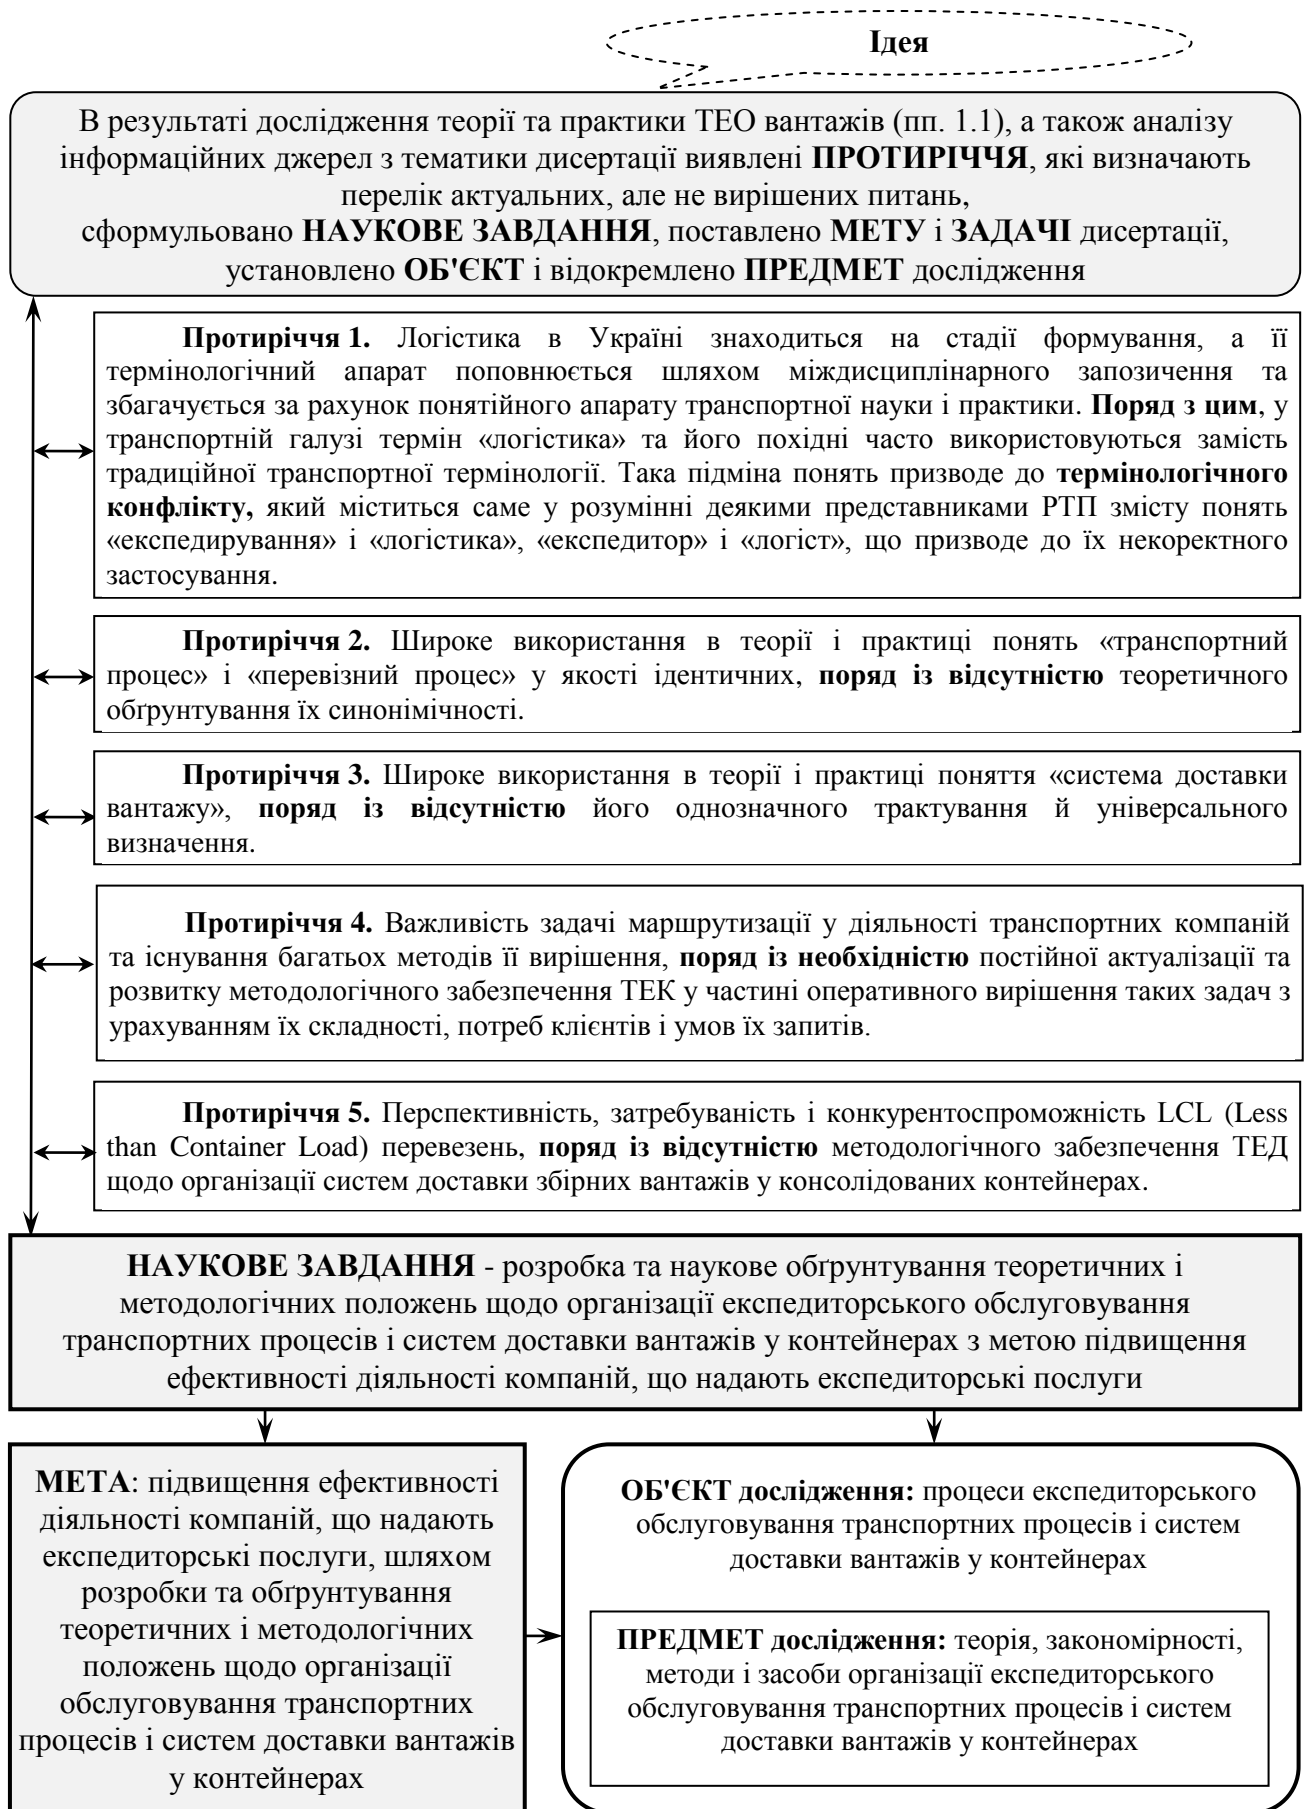 Ідея
В результаті дослідження теорії та практики ТЕО вантажів (пп. 1.1), а також аналізу
інформаційних джерел з тематики дисертації виявлені ПРОТИРІЧЧЯ, які визначають
перелік актуальних, але не вирішених питань,
сформульовано НАУКОВЕ ЗАВДАННЯ, поставлено МЕТУ і ЗАДАЧІ дисертації,
установлено ОБ'ЄКТ і відокремлено ПРЕДМЕТ дослідження
Протиріччя 1. Логістика в Україні знаходиться на стадії формування, а її
термінологічний апарат поповнюється шляхом міждисциплінарного запозичення та
збагачується за рахунок понятійного апарату транспортної науки і практики. Поряд з цим, у
транспортній галузі термін «логістика» та його похідні часто використовуються замість
традиційної транспортної термінології. Така підміна понять призводе до термінологічного
конфлікту, який міститься саме у розумінні деякими представниками РТП змісту понять
«експедирування» і «логістика», «експедитор» і «логіст», що призводе до їх некоректного
застосування.
Протиріччя 2. Широке використання в теорії і практиці понять «транспортний
процес» і «перевізний процес» у якості ідентичних, поряд із відсутністю теоретичного
обґрунтування їх синонімічності.
Протиріччя 3. Широке використання в теорії і практиці поняття «система доставки
вантажу», поряд із відсутністю його однозначного трактування й універсального
визначення.
Протиріччя 4. Важливість задачі маршрутизації у діяльності транспортних компаній
та існування багатьох методів її вирішення, поряд із необхідністю постійної актуалізації та
розвитку методологічного забезпечення ТЕК у частині оперативного вирішення таких задач з
урахуванням їх складності, потреб клієнтів і умов їх запитів.
Протиріччя 5. Перспективність, затребуваність і конкурентоспроможність LCL (Less
than Container Load) перевезень, поряд із відсутністю методологічного забезпечення ТЕД
щодо організації систем доставки збірних вантажів у консолідованих контейнерах.
НАУКОВЕ ЗАВДАННЯ - розробка та наукове обґрунтування теоретичних і
методологічних положень щодо організації експедиторського обслуговування
транспортних процесів і систем доставки вантажів у контейнерах з метою підвищення
ефективності діяльності компаній, що надають експедиторські послуги
МЕТА: підвищення ефективності
діяльності компаній, що надають
експедиторські послуги, шляхом
розробки та обґрунтування
теоретичних і методологічних
положень щодо організації
обслуговування транспортних
процесів і систем доставки вантажів
у контейнерах
ОБ'ЄКТ дослідження: процеси експедиторського
обслуговування транспортних процесів і систем
доставки вантажів у контейнерах
ПРЕДМЕТ дослідження: теорія, закономірності,
методи і засоби організації експедиторського
обслуговування транспортних процесів і систем
доставки вантажів у контейнерах